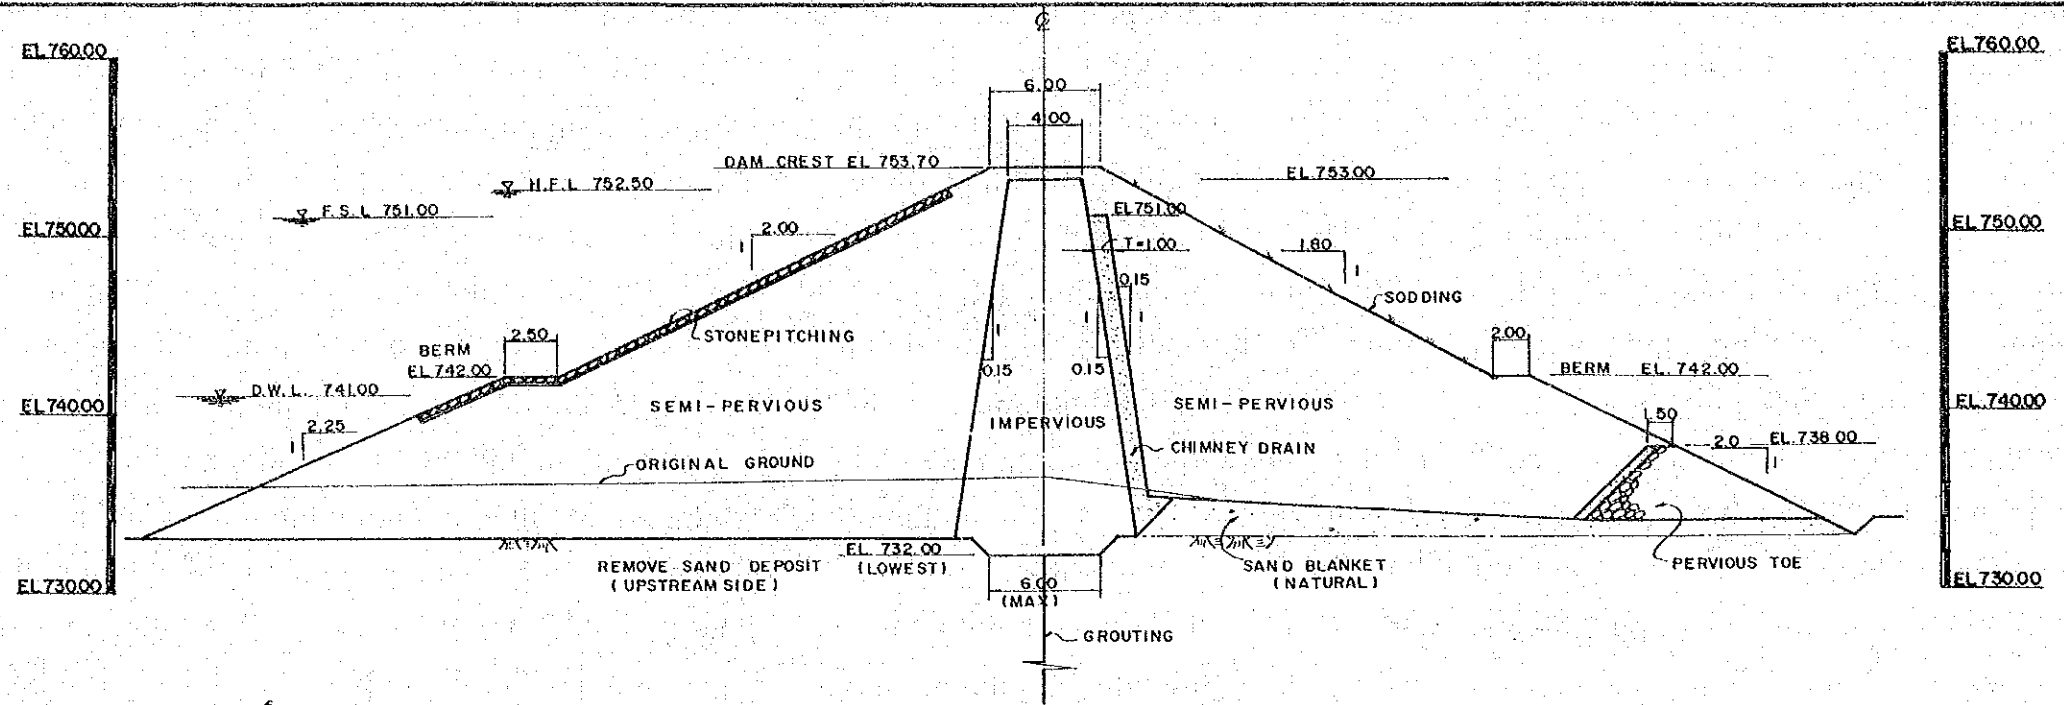 ℄
EL.760.00
EL.760.00
6.00
4.00
DAM CREST EL 753.70
H.F.L 752.50
EL 753.00
F.S.L 751.00
EL 751.00
EL.750.00
EL.750.00
1
2.00
T=1.00
1.80
1
0.15
SODDING
STONEPITCHING
2.50
1
1
1
2.00
BERM
EL 742.00
0.15
0.15
BERM EL. 742.00
D.W.L. 741.00
SEMI-PERVIOUS
SEMI-PERVIOUS
EL.740.00
EL.740.00
IMPERVIOUS
1.50
1
2.25
2.0
EL.738.00
1
CHIMNEY DRAIN
ORIGINAL GROUND
EL. 732.00
(LOWEST)
REMOVE SAND DEPOSIT
(UPSTREAM SIDE)
SAND BLANKET
(NATURAL)
PERVIOUS TOE
EL.730.00
EL.730.00
6.00
(MAX)
GROUTING